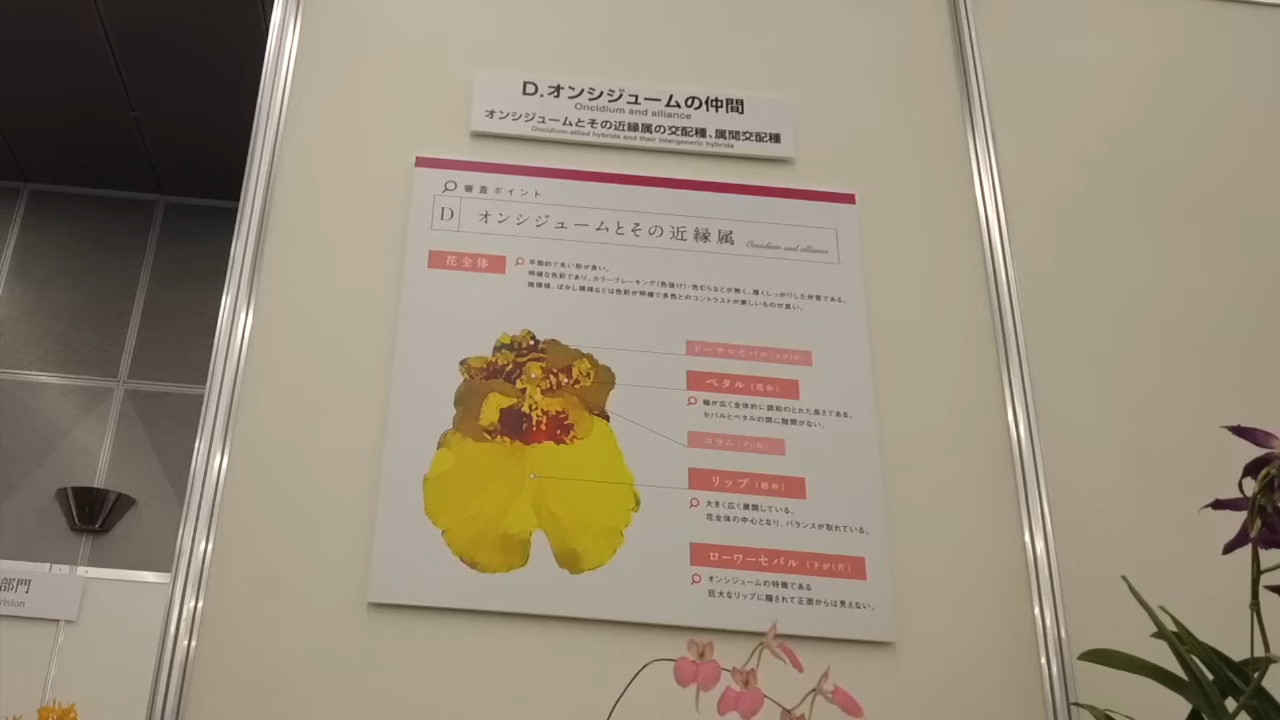 D.オンシジュームの仲間
Oncidium and alliance
オンシジュームとその近縁属の交配種、属間交配種
Oncidium-allied hybrids and their intergeneric hybrids
審査ポイント
D オンシジュームとその近縁属 Oncidium and alliance
花全体
平面的で丸い形が良い。
明確な色彩であり、カラーブレーキング(色抜け)・色むらなどが無く、厚くしっかりした弁質である。
斑模様、ぼかし模様などは色彩が明確で多色とのコントラストが美しいものが良い。
ドーサルセパル(上がく片)
ペタル(花弁)
幅が広く全体的に調和のとれた長さである。
セパルとペタルの間に隙間がない。
コラム(ずい柱)
リップ(唇弁)
大きく広く展開している。
花全体の中心となり、バランスが取れている。
ローワーセパル(下がく片)
オンシジュームの特徴である
巨大なリップに隠されて正面からは見えない。
部門